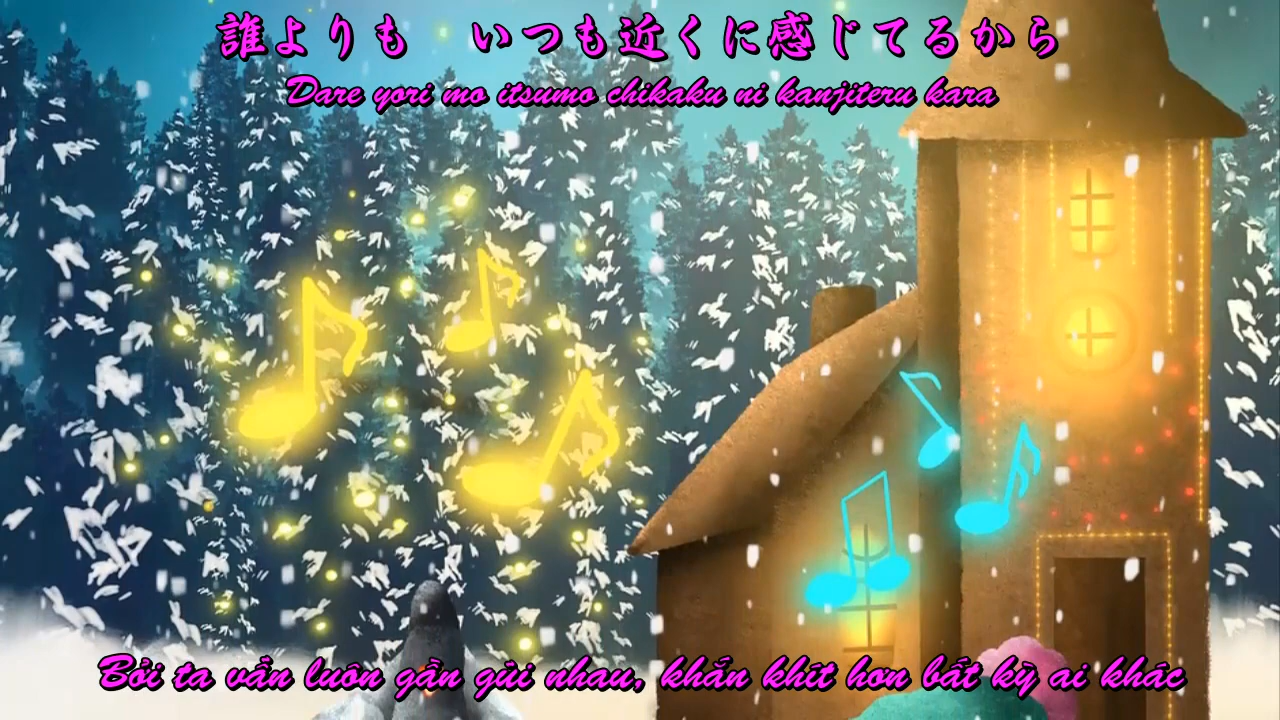 誰よりも　いつも近くに感じてるから
Dare yori mo itsumo chikaku ni kanjiteru kara
Bởi ta vẫn luôn gần gũi nhau, khắn khít hơn bất kỳ ai khác